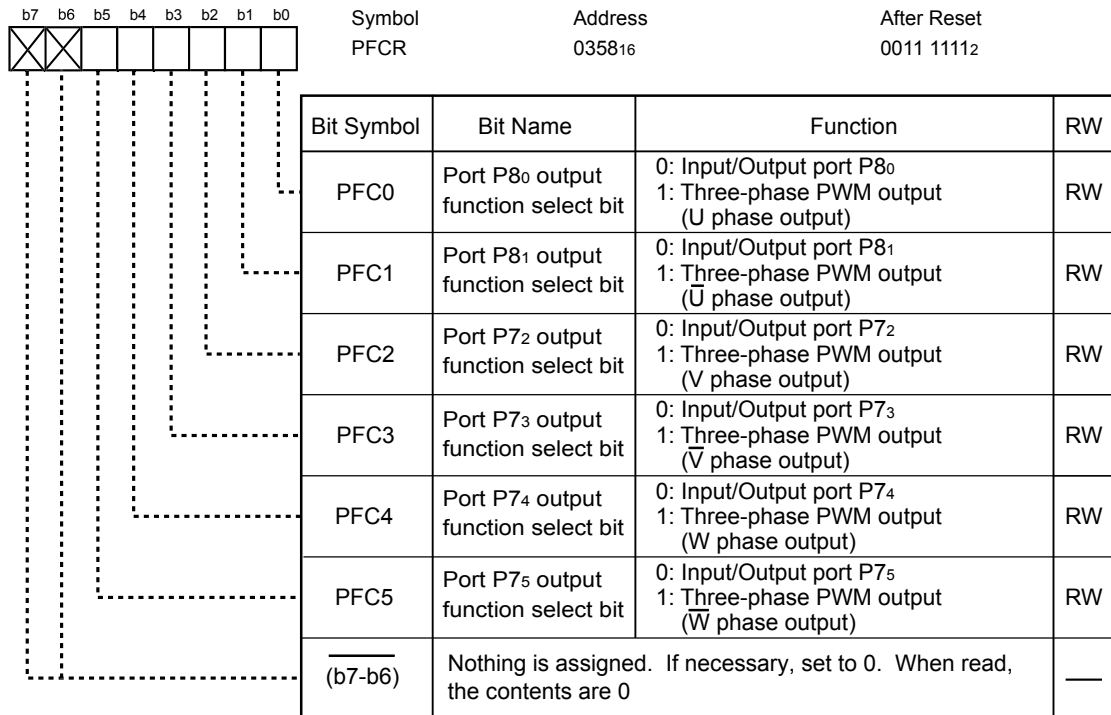 b7 b6 b5 b4 b3 b2 b1 b0
Symbol Address After Reset
PFCR 035816 0011 11112
Bit Symbol Bit Name Function RW
PFC0
Port P80 output
function select bit
0: Input/Output port P80
1: Three-phase PWM output
(U phase output)
RW
PFC1
Port P81 output
function select bit
0: Input/Output port P81
1: Three-phase PWM output
(U̅ phase output)
RW
PFC2
Port P72 output
function select bit
0: Input/Output port P72
1: Three-phase PWM output
(V phase output)
RW
PFC3
Port P73 output
function select bit
0: Input/Output port P73
1: Three-phase PWM output
(V̅ phase output)
RW
PFC4
Port P74 output
function select bit
0: Input/Output port P74
1: Three-phase PWM output
(W phase output)
RW
PFC5
Port P75 output
function select bit
0: Input/Output port P75
1: Three-phase PWM output
(W̅ phase output)
RW
(b7-b6)
Nothing is assigned. If necessary, set to 0. When read,
the contents are 0
—